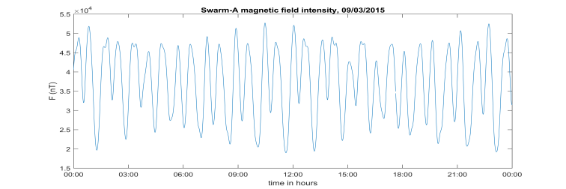 Swarm-A magnetic field intensity, 09/03/2015
×10⁴
5.5
5
4.5
4
3.5
3
2.5
2
1.5
F (nT)
00:00 03:00 06:00 09:00 12:00 15:00 18:00 21:00 00:00
time in hours